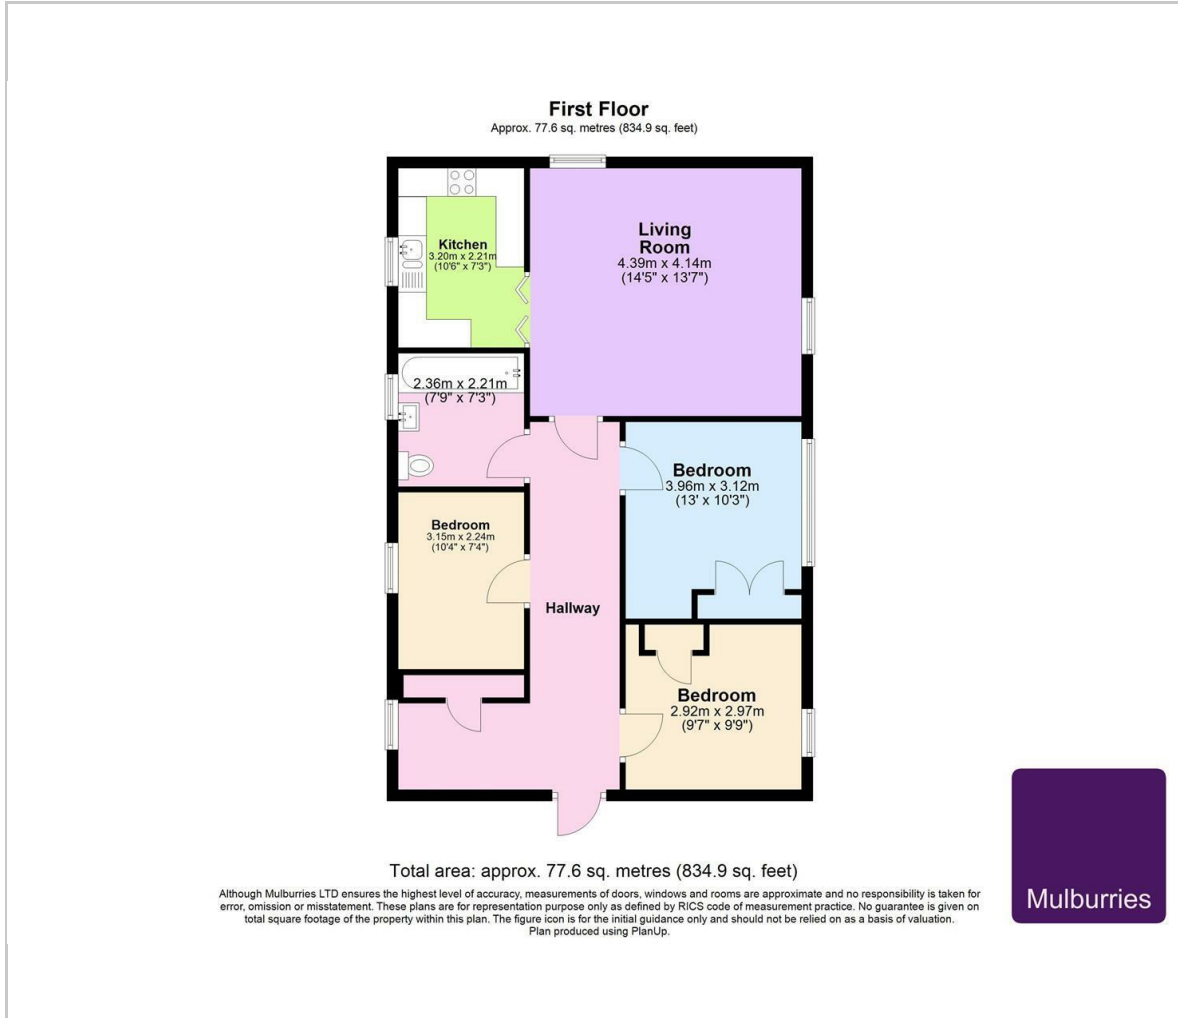 First Floor
Approx. 77.6 sq. metres (834.9 sq. feet)
Kitchen
3.20m x 2.21m
(10'6" x 7'3")
Living
Room
4.39m x 4.14m
(14'5" x 13'7")
2.36m x 2.21m
(7'9" x 7'3")
Bedroom
3.96m x 3.12m
(13' x 10'3")
Bedroom
3.15m x 2.24m
(10'4" x 7'4")
Hallway
Bedroom
2.92m x 2.97m
(9'7" x 9'9")
Total area: approx. 77.6 sq. metres (834.9 sq. feet)
Although Mulburries LTD ensures the highest level of accuracy, measurements of doors, windows and rooms are approximate and no responsibility is taken for
error, omission or misstatement. These plans are for representation purpose only as defined by RICS code of measurement practice. No guarantee is given on
total square footage of the property within this plan. The figure icon is for the initial guidance only and should not be relied on as a basis of valuation.
Plan produced using PlanUp.
Mulburries